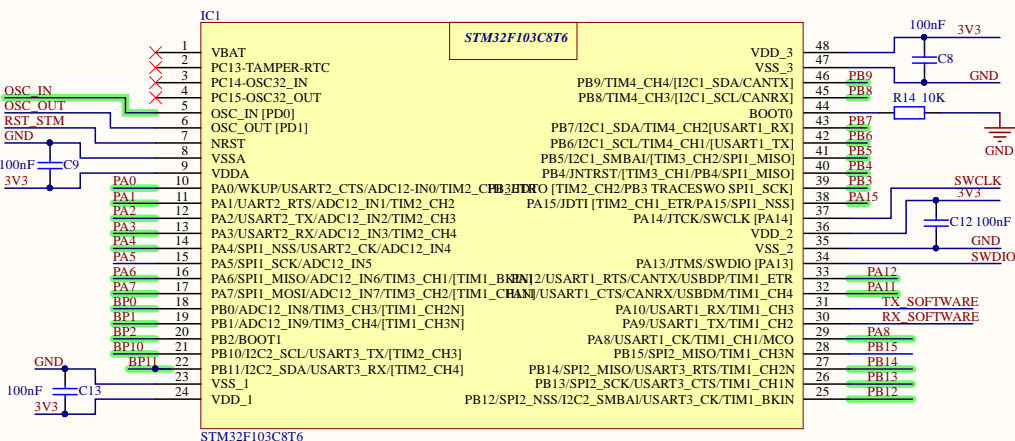 IC1
STM32F103C8T6
1 VBAT
2 PC13-TAMPER-RTC
3 PC14-OSC32_IN
4 PC15-OSC32_OUT
OSC_IN 5 OSC_IN [PD0]
OSC_OUT 6 OSC_OUT [PD1]
RST_STM 7 NRST
GND 8 VSSA
100nF C9
3V3 9 VDDA
PA0 10 PA0/WKUP/USART2_CTS/ADC12-IN0/TIM2_CH1_ETR
PA1 11 PA1/UART2_RTS/ADC12_IN1/TIM2_CH2
PA2 12 PA2/USART2_TX/ADC12_IN2/TIM2_CH3
PA3 13 PA3/USART2_RX/ADC12_IN3/TIM2_CH4
PA4 14 PA4/SPI1_NSS/USART2_CK/ADC12_IN4
PA5 15 PA5/SPI1_SCK/ADC12_IN5
PA6 16 PA6/SPI1_MISO/ADC12_IN6/TIM3_CH1/[TIM1_BKIN]
PA7 17 PA7/SPI1_MOSI/ADC12_IN7/TIM3_CH2/[TIM1_CH1N]
BP0 18 PB0/ADC12_IN8/TIM3_CH3/[TIM1_CH2N]
BP1 19 PB1/ADC12_IN9/TIM3_CH4/[TIM1_CH3N]
BP2 20 PB2/BOOT1
BP10 21 PB10/I2C2_SCL/USART3_TX/[TIM2_CH3]
BP11 22 PB11/I2C2_SDA/USART3_RX/[TIM2_CH4]
GND 23 VSS_1
100nF C13
3V3 24 VDD_1
VDD_3 48 100nF 3V3
C8
VSS_3 47 GND
PB9/TIM4_CH4/[I2C1_SDA/CANTX] 46 PB9
PB8/TIM4_CH3/[I2C1_SCL/CANRX] 45 PB8
BOOT0 44 R14 10K
GND
PB7/I2C1_SDA/TIM4_CH2[USART1_RX] 43 PB7
PB6/I2C1_SCL/TIM4_CH1/[USART1_TX] 42 PB6
PB5/I2C1_SMBAI/[TIM3_CH2/SPI1_MISO] 41 PB5
PB4/JNTRST/[TIM3_CH1/PB4/SPI1_MISO] 40 PB4
[TIM2_CH2/PB3 TRACESWO SPI1_SCK] 39 PB3
PA15/JDTI [TIM2_CH1_ETR/PA15/SPI1_NSS] 38 PA15
PA14/JTCK/SWCLK [PA14] 37 SWCLK
VDD_2 36 3V3
C12 100nF
VSS_2 35 GND
PA13/JTMS/SWDIO [PA13] 34 SWDIO
PA12/USART1_RTS/CANTX/USBDP/TIM1_ETR 33 PA12
PA11/USART1_CTS/CANRX/USBDM/TIM1_CH4 32 PA11
PA10/USART1_RX/TIM1_CH3 31 TX_SOFTWARE
PA9/USART1_TX/TIM1_CH2 30 RX_SOFTWARE
PA8/USART1_CK/TIM1_CH1/MCO 29 PA8
PB15/SPI2_MISO/TIM1_CH3N 28 PB15
PB14/SPI2_MISO/USART3_RTS/TIM1_CH2N 27 PB14
PB13/SPI2_SCK/USART3_CTS/TIM1_CH1N 26 PB13
PB12/SPI2_NSS/I2C2_SMBAI/USART3_CK/TIM1_BKIN 25 PB12
STM32F103C8T6